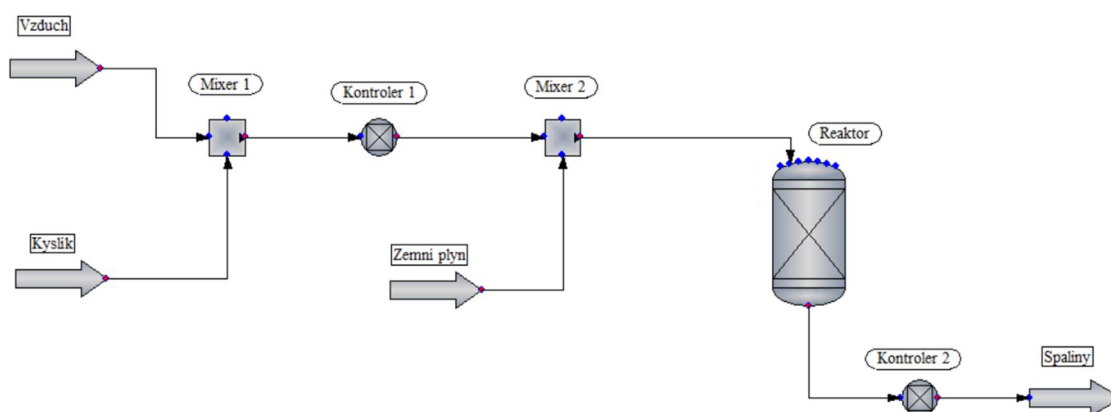 Vzduch
Mixer 1
Kontroler 1
Mixer 2
Reaktor
Kyslik
Zemni plyn
Kontroler 2
Spaliny